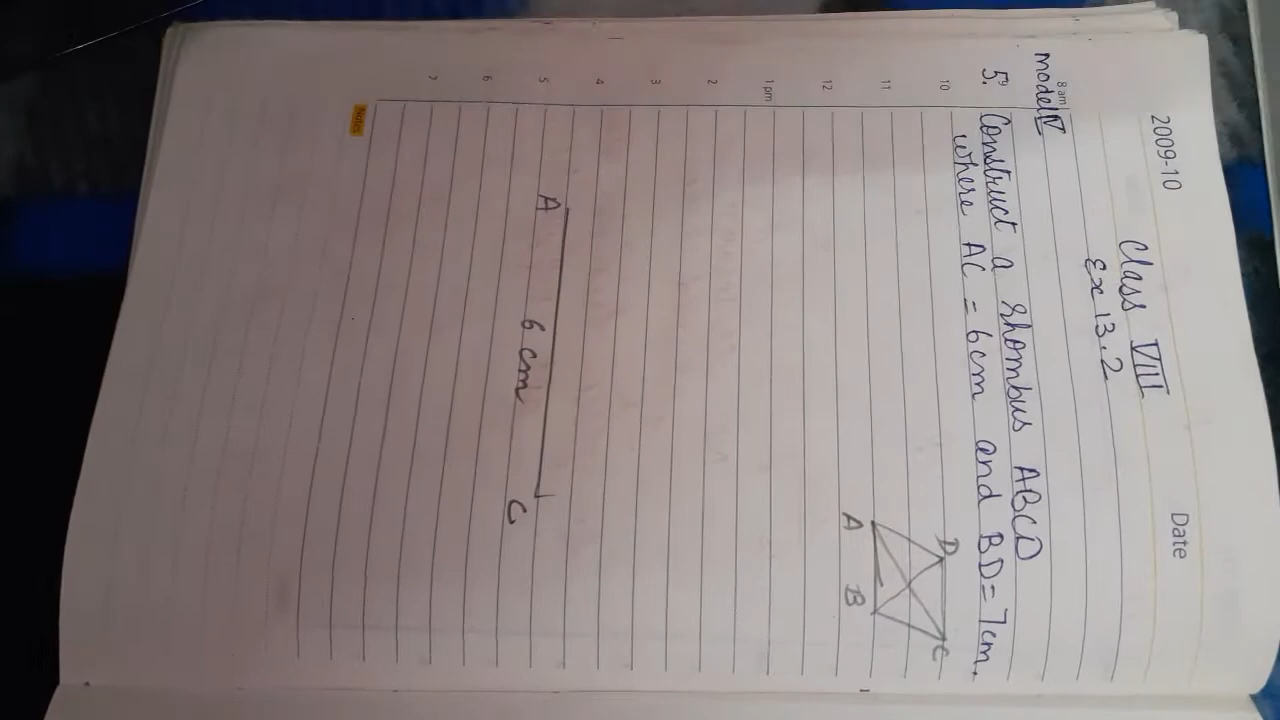 2009-10 Date
Class VIII
Ex 13.2
8 am
Model IV
9
5. Construct a Rhombus ABCD
where AC = 6cm and BD = 7cm.
10
D
C
11
A B
12
1 pm
2
3
4
5
A 6 cm C
6
7
Notes